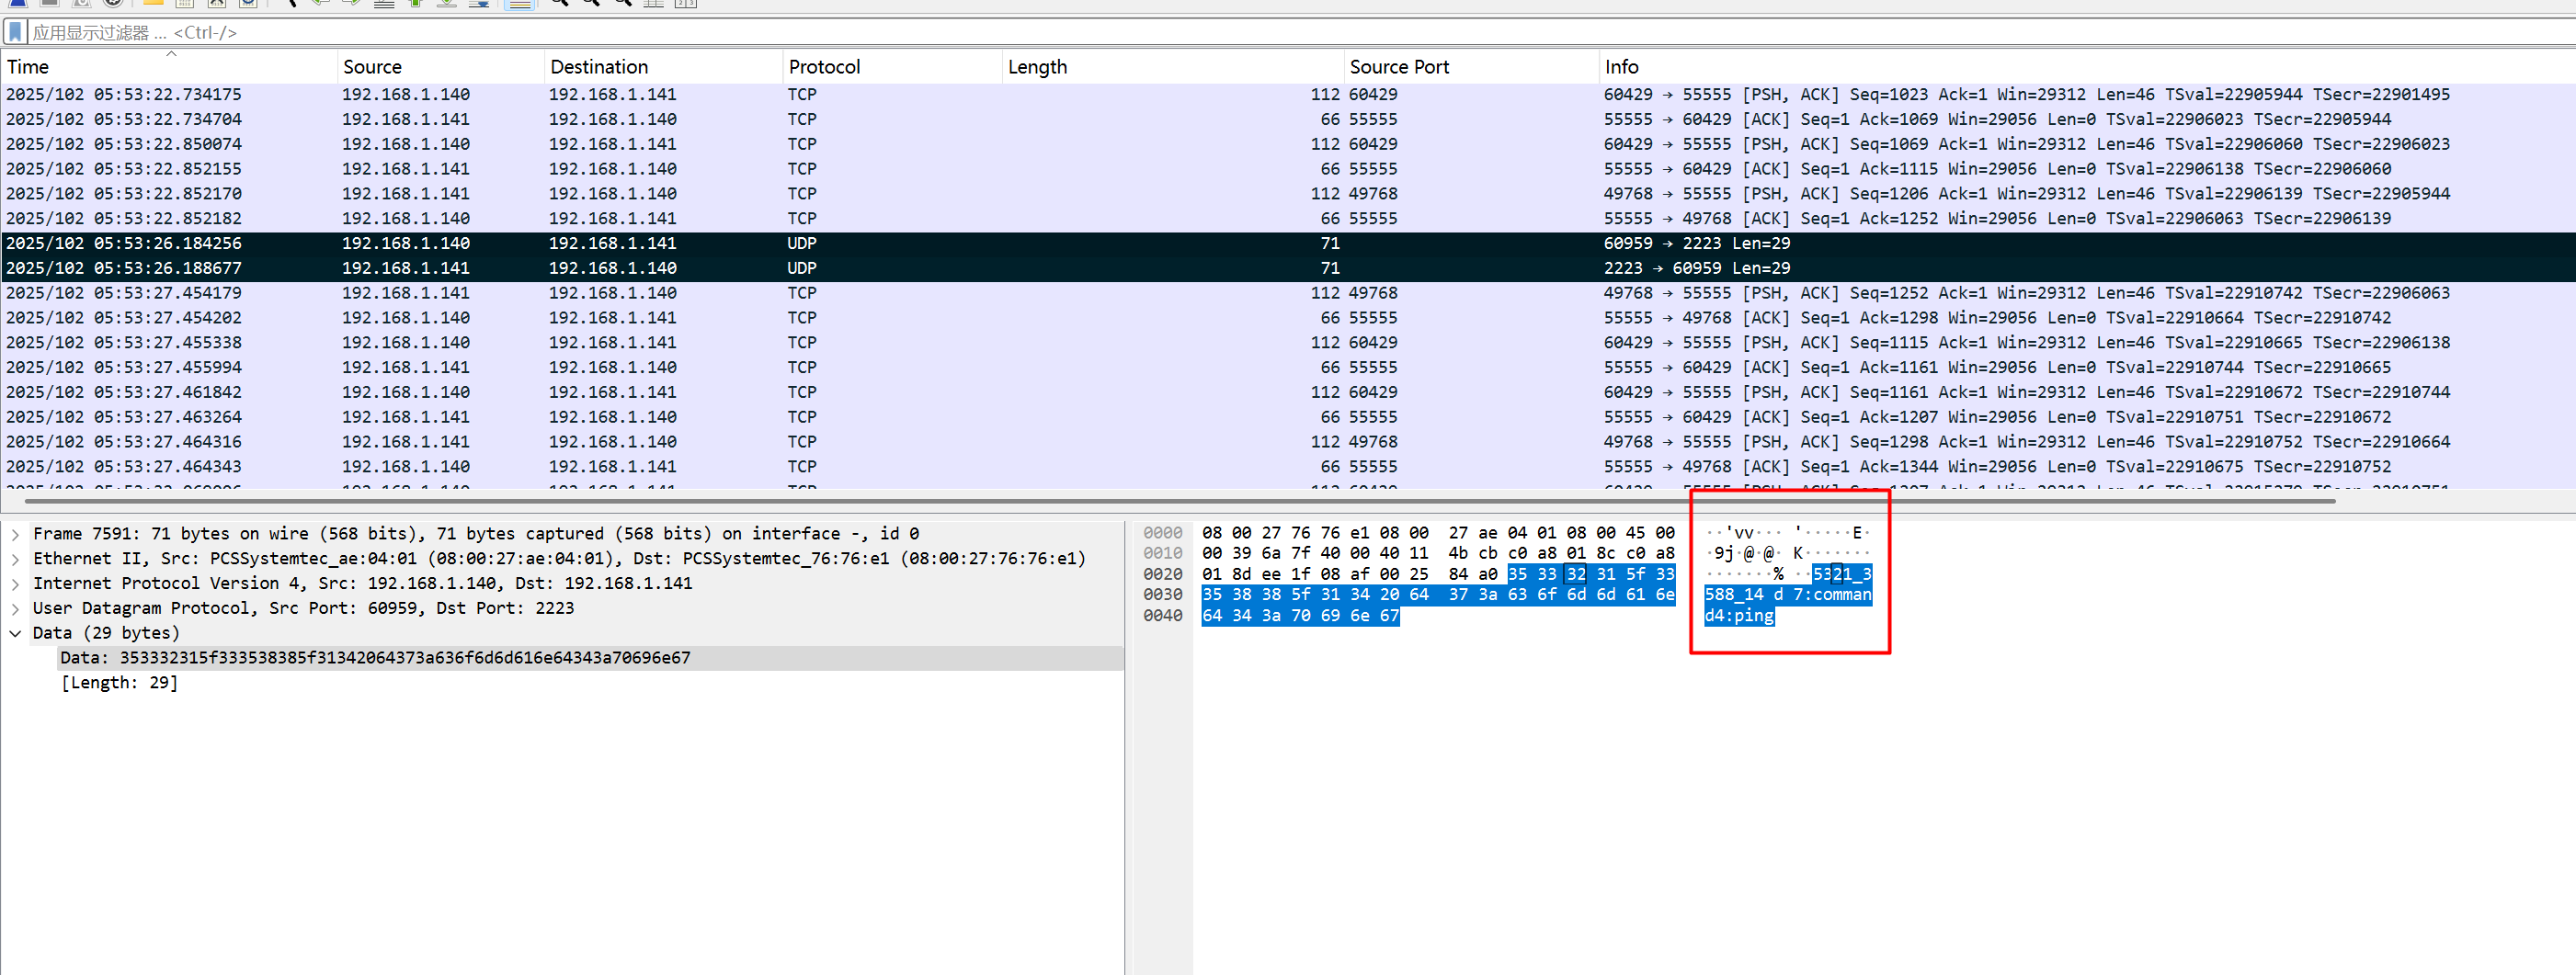 应用显示过滤器 … <Ctrl-/>
Time Source Destination Protocol Length Source Port Info
2025/102 05:53:22.734175 192.168.1.140 192.168.1.141 TCP 112 60429 60429 → 55555 [PSH, ACK] Seq=1023 Ack=1 Win=29312 Len=46 TSval=22905944 TSecr=22901495
2025/102 05:53:22.734704 192.168.1.141 192.168.1.140 TCP 66 55555 55555 → 60429 [ACK] Seq=1 Ack=1069 Win=29056 Len=0 TSval=22906023 TSecr=22905944
2025/102 05:53:22.850074 192.168.1.140 192.168.1.141 TCP 112 60429 60429 → 55555 [PSH, ACK] Seq=1069 Ack=1 Win=29312 Len=46 TSval=22906060 TSecr=22906023
2025/102 05:53:22.852155 192.168.1.141 192.168.1.140 TCP 66 55555 55555 → 60429 [ACK] Seq=1 Ack=1115 Win=29056 Len=0 TSval=22906138 TSecr=22906060
2025/102 05:53:22.852170 192.168.1.141 192.168.1.140 TCP 112 49768 49768 → 55555 [PSH, ACK] Seq=1206 Ack=1 Win=29312 Len=46 TSval=22906139 TSecr=22905944
2025/102 05:53:22.852182 192.168.1.140 192.168.1.141 TCP 66 55555 55555 → 49768 [ACK] Seq=1 Ack=1252 Win=29056 Len=0 TSval=22906063 TSecr=22906139
2025/102 05:53:26.184256 192.168.1.140 192.168.1.141 UDP 71 60959 → 2223 Len=29
2025/102 05:53:26.188677 192.168.1.141 192.168.1.140 UDP 71 2223 → 60959 Len=29
2025/102 05:53:27.454179 192.168.1.141 192.168.1.140 TCP 112 49768 49768 → 55555 [PSH, ACK] Seq=1252 Ack=1 Win=29312 Len=46 TSval=22910742 TSecr=22906063
2025/102 05:53:27.454202 192.168.1.140 192.168.1.141 TCP 66 55555 55555 → 49768 [ACK] Seq=1 Ack=1298 Win=29056 Len=0 TSval=22910664 TSecr=22910742
2025/102 05:53:27.455338 192.168.1.140 192.168.1.141 TCP 112 60429 60429 → 55555 [PSH, ACK] Seq=1115 Ack=1 Win=29312 Len=46 TSval=22910665 TSecr=22906138
2025/102 05:53:27.455994 192.168.1.141 192.168.1.140 TCP 66 55555 55555 → 60429 [ACK] Seq=1 Ack=1161 Win=29056 Len=0 TSval=22910744 TSecr=22910665
2025/102 05:53:27.461842 192.168.1.140 192.168.1.141 TCP 112 60429 60429 → 55555 [PSH, ACK] Seq=1161 Ack=1 Win=29312 Len=46 TSval=22910672 TSecr=22910744
2025/102 05:53:27.463264 192.168.1.141 192.168.1.140 TCP 66 55555 55555 → 60429 [ACK] Seq=1 Ack=1207 Win=29056 Len=0 TSval=22910751 TSecr=22910672
2025/102 05:53:27.464316 192.168.1.141 192.168.1.140 TCP 112 49768 49768 → 55555 [PSH, ACK] Seq=1298 Ack=1 Win=29312 Len=46 TSval=22910752 TSecr=22910664
2025/102 05:53:27.464343 192.168.1.140 192.168.1.141 TCP 66 55555 55555 → 49768 [ACK] Seq=1 Ack=1344 Win=29056 Len=0 TSval=22910675 TSecr=22910752
Frame 7591: 71 bytes on wire (568 bits), 71 bytes captured (568 bits) on interface -, id 0
Ethernet II, Src: PCSSystemtec_ae:04:01 (08:00:27:ae:04:01), Dst: PCSSystemtec_76:76:e1 (08:00:27:76:76:e1)
Internet Protocol Version 4, Src: 192.168.1.140, Dst: 192.168.1.141
User Datagram Protocol, Src Port: 60959, Dst Port: 2223
Data (29 bytes)
Data: 353332315f333538385f31342064373a636f6d6d616e64343a70696e67
[Length: 29]
0000 08 00 27 76 76 e1 08 00 27 ae 04 01 08 00 45 00 ··'vv··· '·····E·
0010 00 39 6a 7f 40 00 40 11 4b cb c0 a8 01 8c c0 a8 ·9j·@·@· K·······
0020 01 8d ee 1f 08 af 00 25 84 a0 35 33 32 31 5f 33 ·······% ··5321_3
0030 35 38 38 5f 31 34 20 64 37 3a 63 6f 6d 6d 61 6e 588_14 d 7:comman
0040 64 34 3a 70 69 6e 67 d4:ping